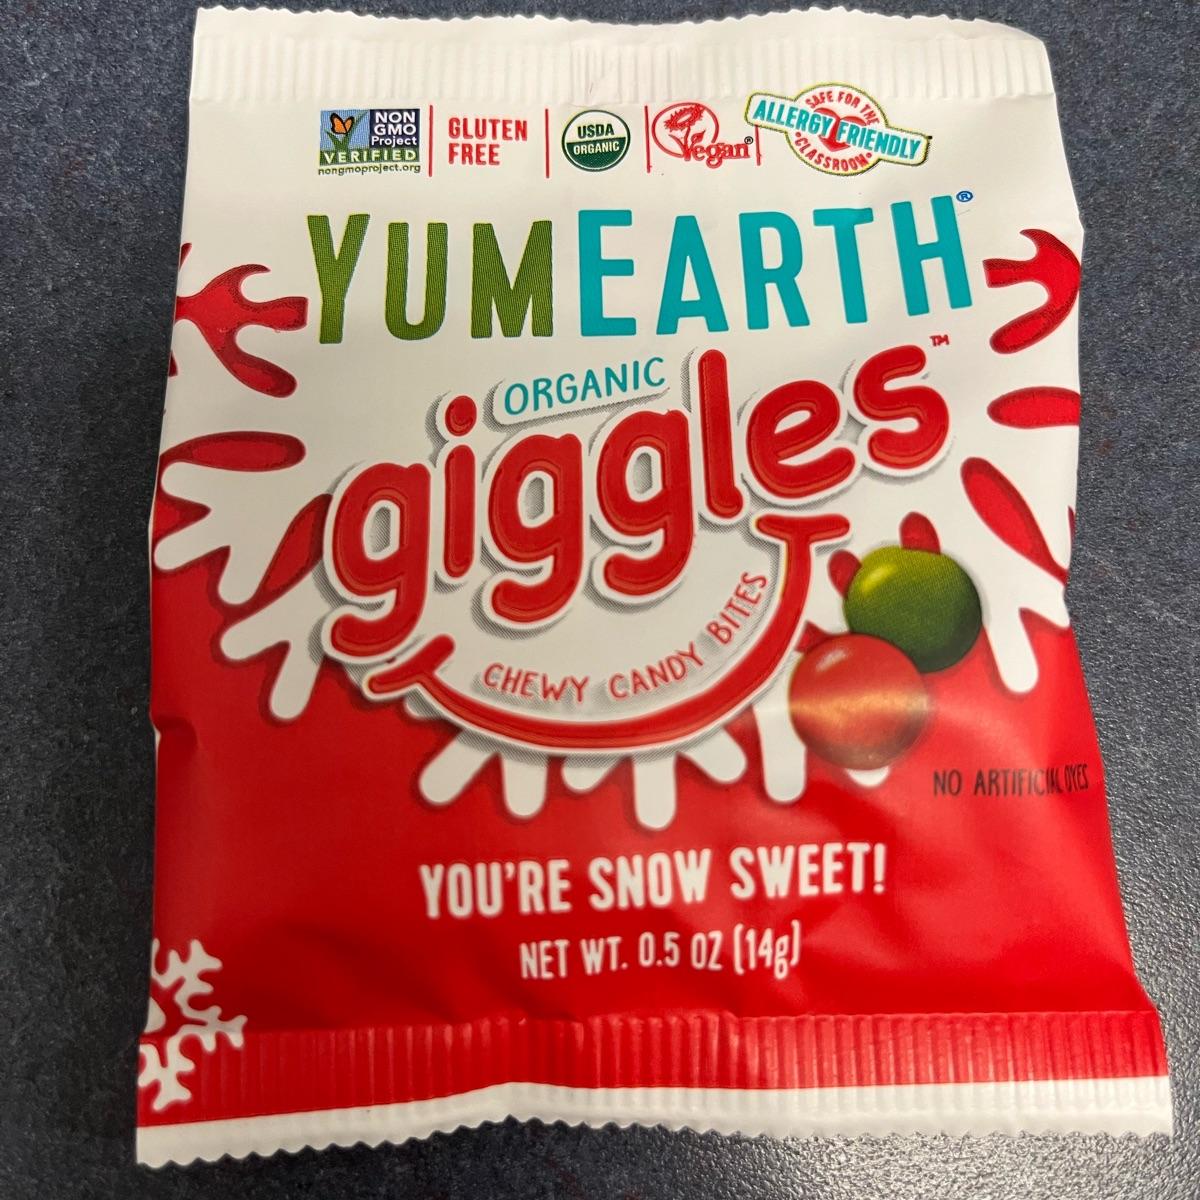 NON
GMO
Project
VERIFIED
nongmoproject.org
GLUTEN
FREE
USDA
ORGANIC
Vegan®
SAFE FOR THE
ALLERGY FRIENDLY
•CLASSROOM•
YUMEARTH®
ORGANIC
giggles™
CHEWY CANDY BITES
NO ARTIFICIAL DYES
YOU'RE SNOW SWEET!
NET WT. 0.5 OZ (14g)